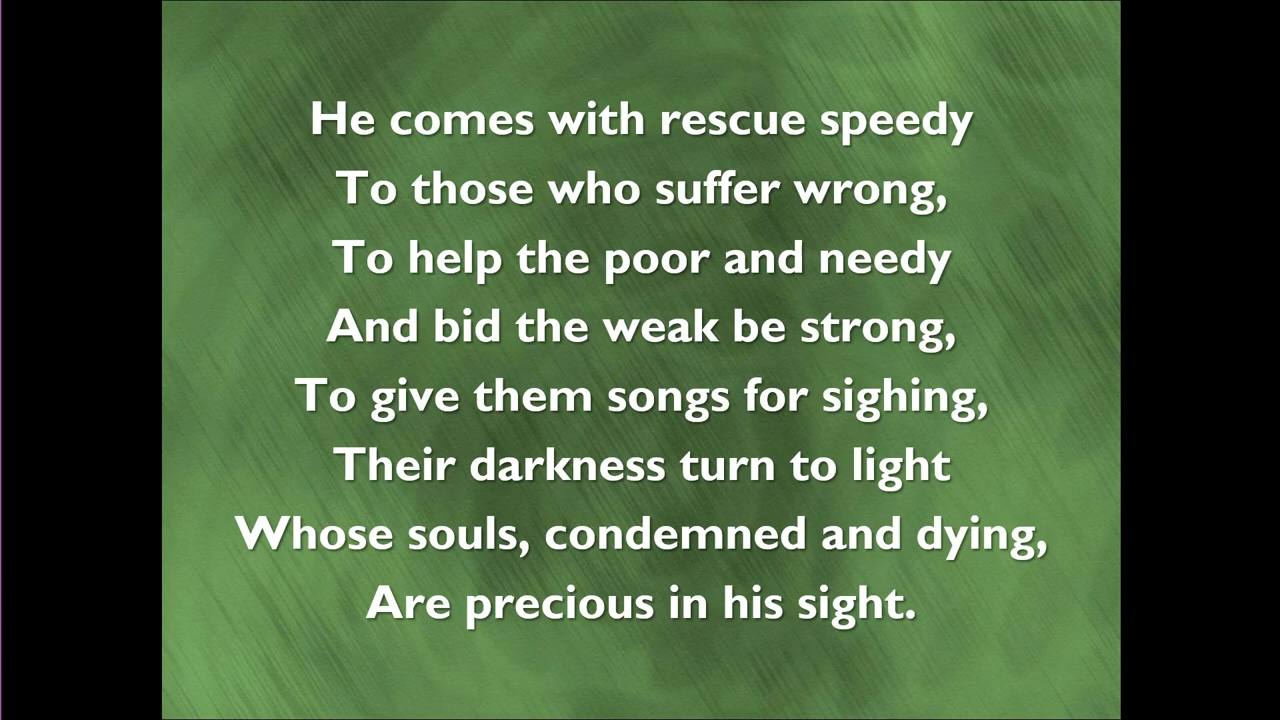 He comes with rescue speedy
To those who suffer wrong,
To help the poor and needy
And bid the weak be strong,
To give them songs for sighing,
Their darkness turn to light
Whose souls, condemned and dying,
Are precious in his sight.